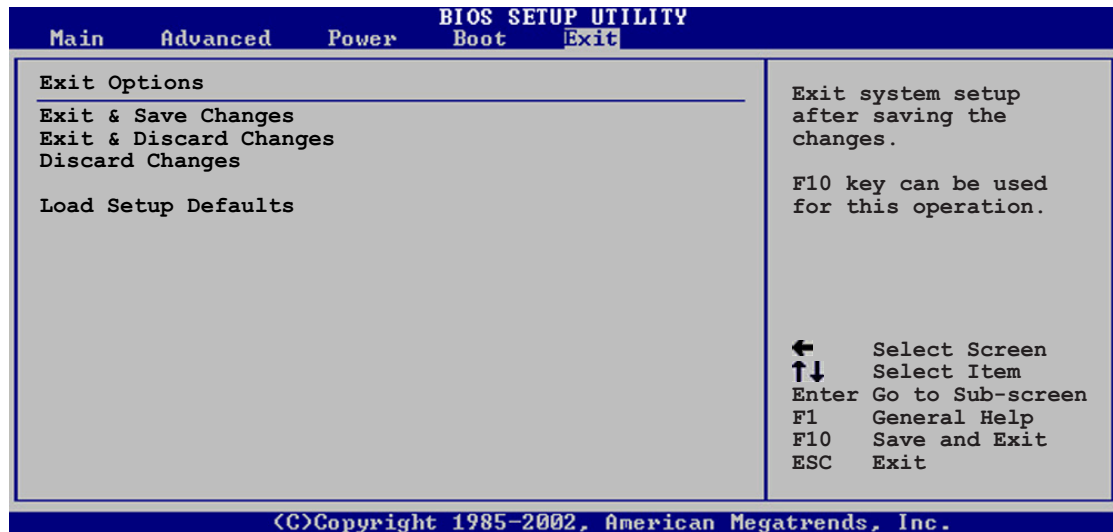 BIOS SETUP UTILITY
Main Advanced Power Boot Exit
Exit Options
Exit & Save Changes
Exit & Discard Changes
Discard Changes
Load Setup Defaults
Exit system setup
after saving the
changes.
F10 key can be used
for this operation.
← Select Screen
↑↓ Select Item
Enter Go to Sub-screen
F1 General Help
F10 Save and Exit
ESC Exit
(C)Copyright 1985-2002, American Megatrends, Inc.